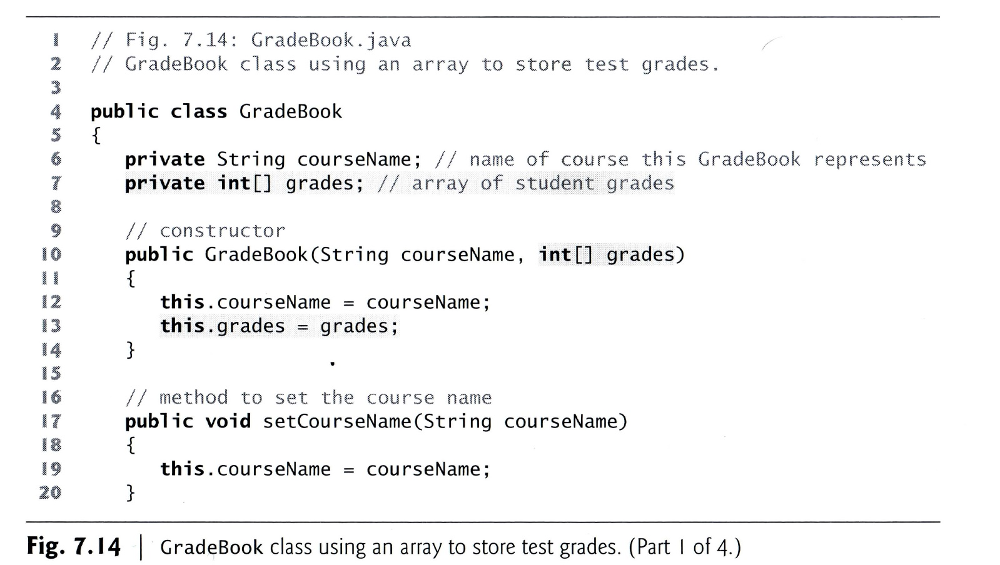 1 // Fig. 7.14: GradeBook.java
2 // GradeBook class using an array to store test grades.
3
4 public class GradeBook
5 {
6 private String courseName; // name of course this GradeBook represents
7 private int[] grades; // array of student grades
8
9 // constructor
10 public GradeBook(String courseName, int[] grades)
11 {
12 this.courseName = courseName;
13 this.grades = grades;
14 }
15
16 // method to set the course name
17 public void setCourseName(String courseName)
18 {
19 this.courseName = courseName;
20 }
Fig. 7.14 | GradeBook class using an array to store test grades. (Part 1 of 4.)